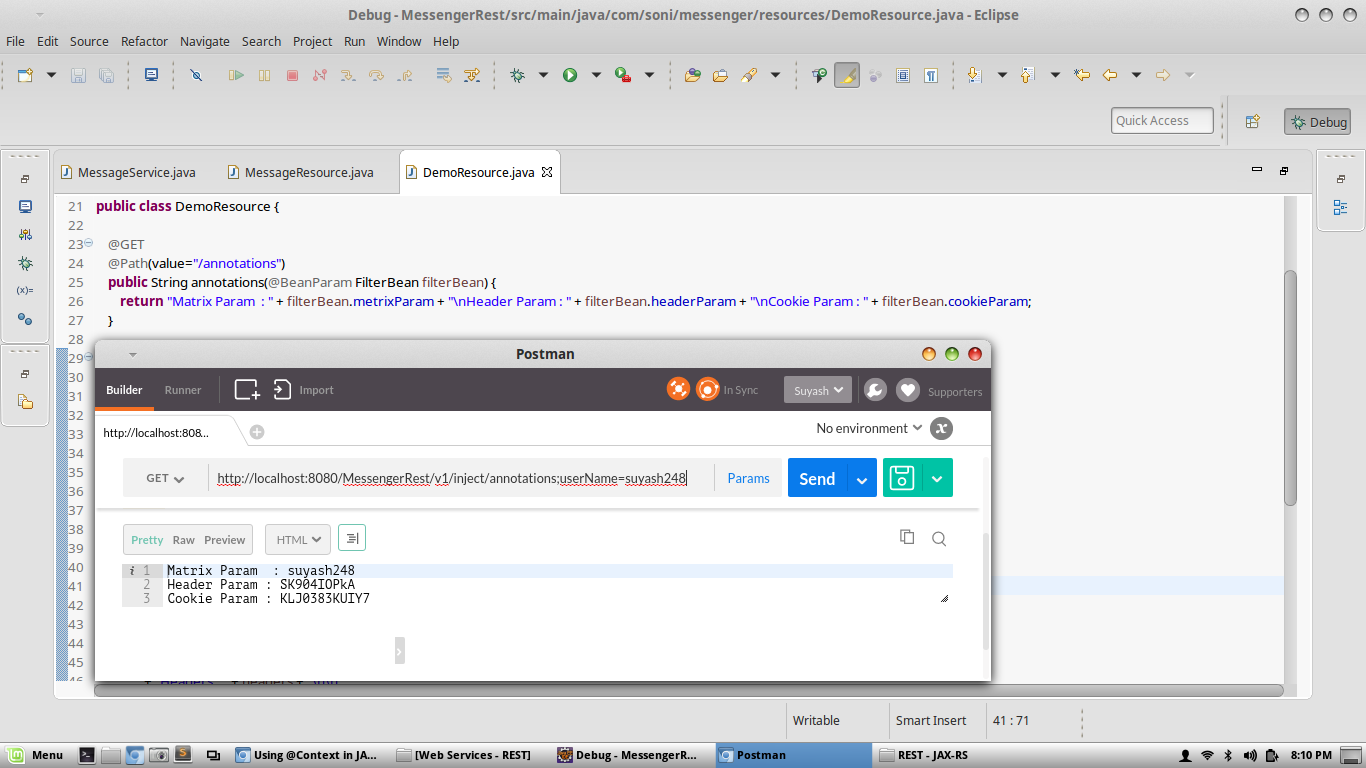 Debug - MessengerRest/src/main/java/com/soni/messenger/resources/DemoResource.java - Eclipse
File Edit Source Refactor Navigate Search Project Run Window Help
Quick Access
Debug
MessageService.java MessageResource.java DemoResource.java
21 public class DemoResource {
22
23 @GET
24 @Path(value="/annotations")
25 public String annotations(@BeanParam FilterBean filterBean) {
26 return "Matrix Param : " + filterBean.metrixParam + "\nHeader Param : " + filterBean.headerParam + "\nCookie Param : " + filterBean.cookieParam;
27 }
28
29
30
31
32
33
34
35
36
37
38
39
40
41
42
43
44
45
Postman
Builder Runner Import In Sync Suyash Supporters
http://localhost:808... No environment
GET http://localhost:8080/MessengerRest/v1/inject/annotations;userName=suyash248 Params Send
Pretty Raw Preview HTML
i 1 Matrix Param  : suyash248
2 Header Param : SK904IOPkA
3 Cookie Param : KLJ0383KUIY7
Writable Smart Insert 41 : 71
Menu Using @Context in JA... [Web Services - REST] Debug - MessengerR... Postman REST - JAX-RS 8:10 PM